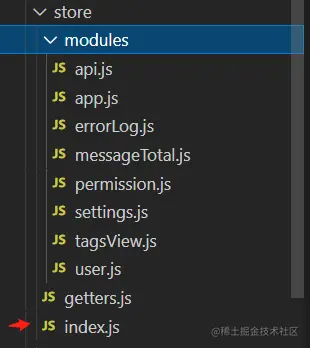 store
modules
JS api.js
JS app.js
JS errorLog.js
JS messageTotal.js
JS permission.js
JS settings.js
JS tagsView.js
JS user.js
JS getters.js
JS index.js
@稀土掘金技术社区